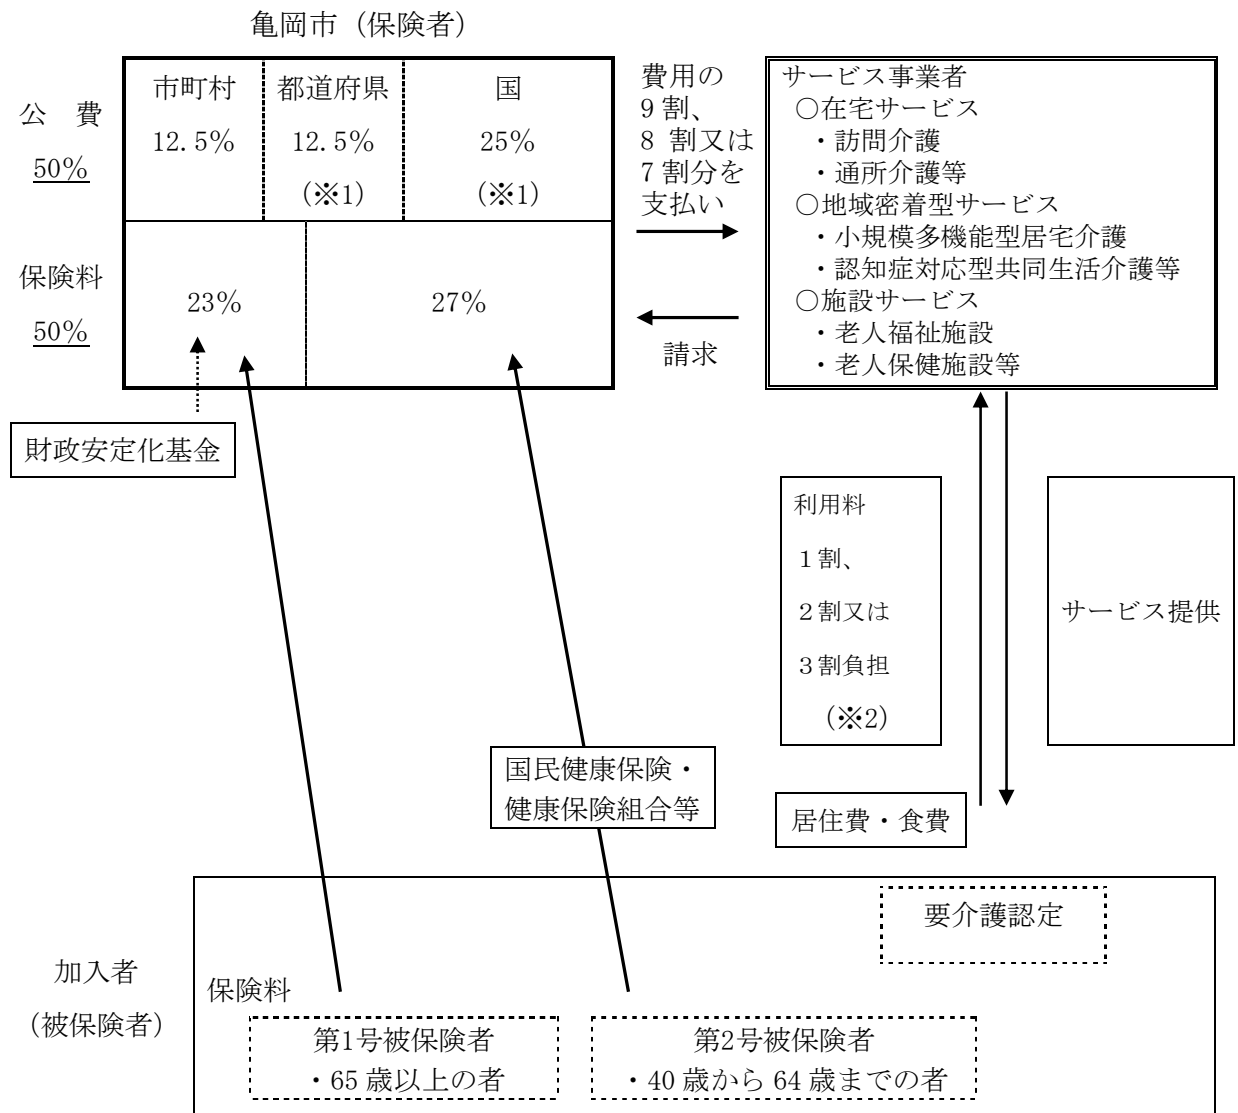 亀岡市（保険者）
公　費
50%
市町村
12.5%
都道府県
12.5%
（※1）
国
25%
（※1）
保険料
50%
23%
27%
財政安定化基金
費用の
9割、
8 割又は
7割分を
支払い
請求
サービス事業者
○在宅サービス
・訪問介護
・通所介護等
○地域密着型サービス
・小規模多機能型居宅介護
・認知症対応型共同生活介護等
○施設サービス
・老人福祉施設
・老人保健施設等
利用料
１割、
２割又は
３割負担
（※2）
サービス提供
国民健康保険・
健康保険組合等
居住費・食費
要介護認定
加入者
（被保険者）
保険料
第1号被保険者
・65 歳以上の者
第2号被保険者
・40 歳から 64 歳までの者